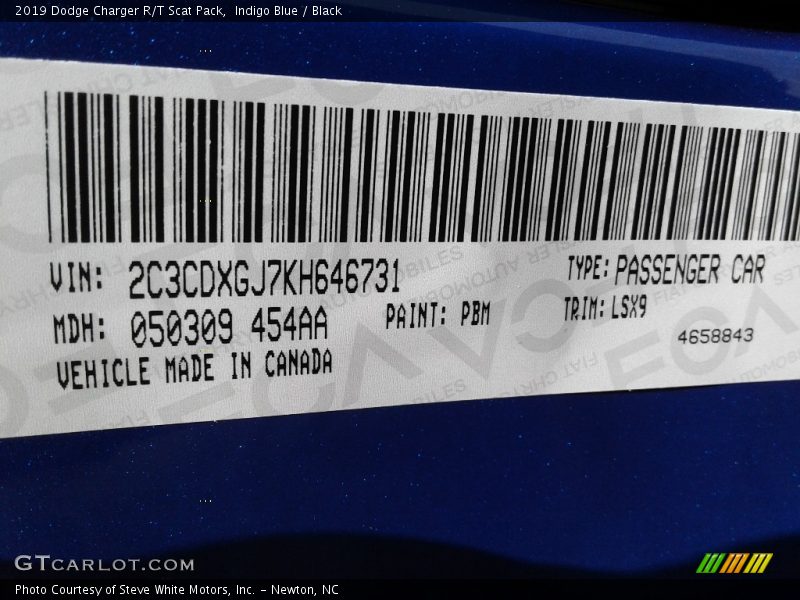 2019 Dodge Charger R/T Scat Pack,  Indigo Blue / Black
VIN: 2C3CDXGJ7KH646731 TYPE: PASSENGER CAR
MDH: 050309 454AA PAINT: PBM TRIM: LSX9
4658843
VEHICLE MADE IN CANADA
GTCARLOT.COM
Photo Courtesy of Steve White Motors, Inc. – Newton, NC